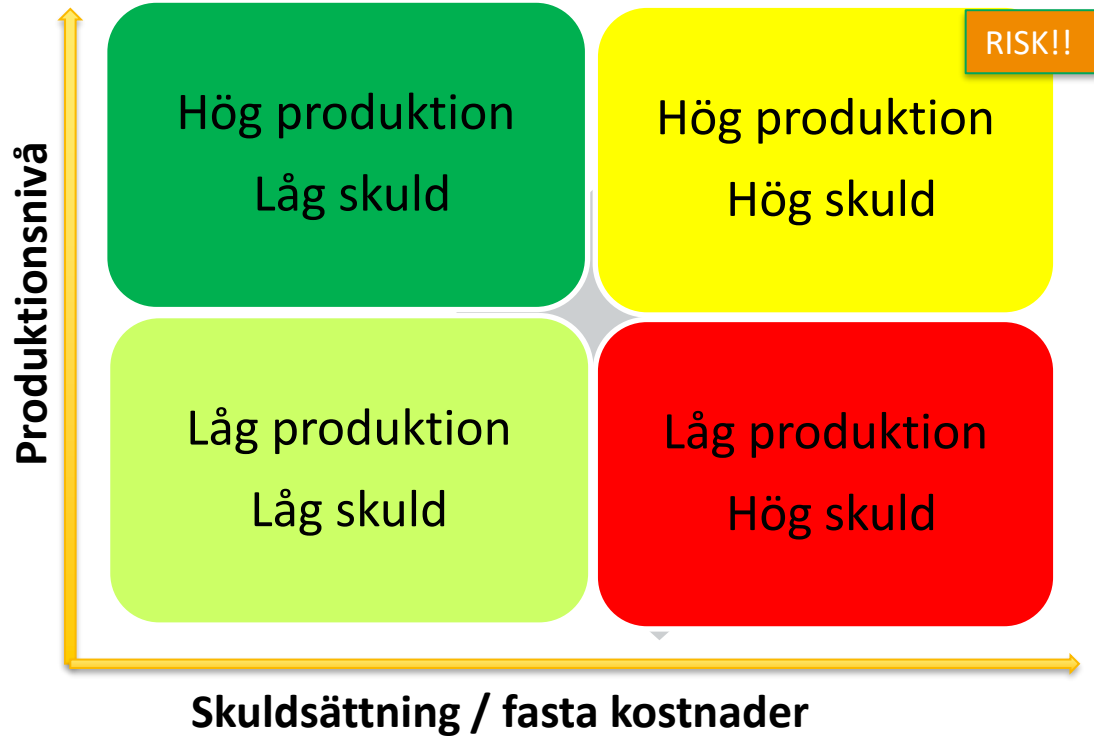 Produktionsnivå
Hög produktion
Låg skuld
Hög produktion
Hög skuld
RISK!!
Låg produktion
Låg skuld
Låg produktion
Hög skuld
Skuldsättning / fasta kostnader